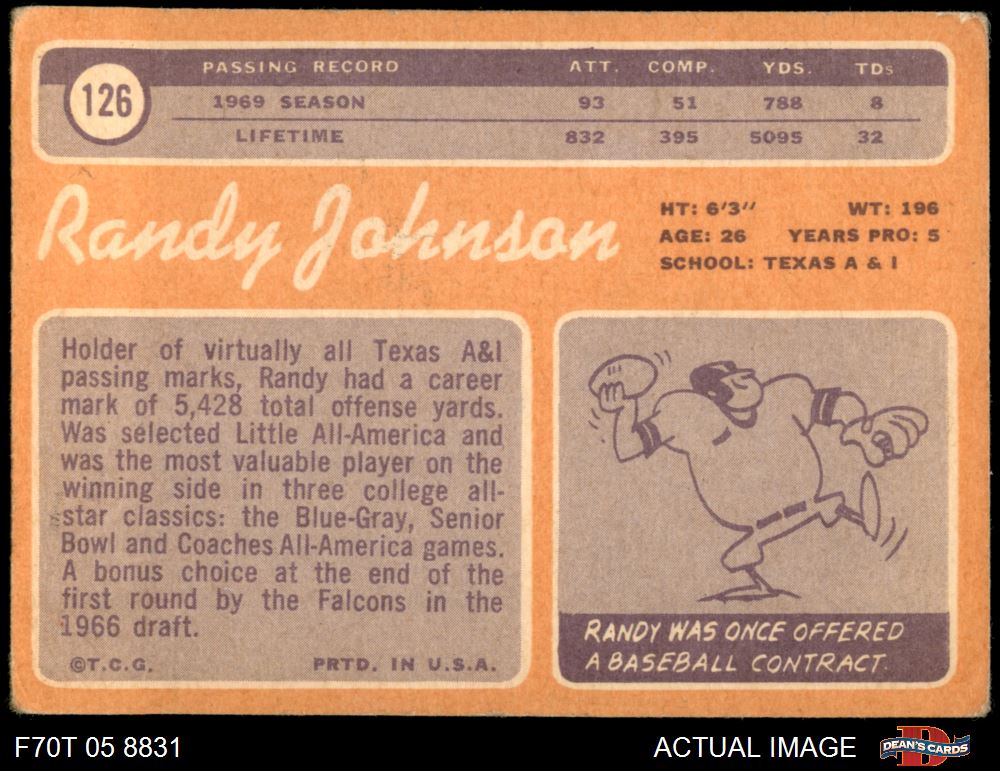 126
PASSING RECORD ATT. COMP. YDS. TDs
1969 SEASON 93 51 788 8
LIFETIME 832 395 5095 32
Randy Johnson
HT: 6'3" WT: 196
AGE: 26 YEARS PRO: 5
SCHOOL: TEXAS A & I
Holder of virtually all Texas A&I
passing marks, Randy had a career
mark of 5,428 total offense yards.
Was selected Little All-America and
was the most valuable player on the
winning side in three college all-
star classics: the Blue-Gray, Senior
Bowl and Coaches All-America games.
A bonus choice at the end of the
first round by the Falcons in the
1966 draft.
©T.C.G. PRTD. IN U.S.A.
RANDY WAS ONCE OFFERED
A BASEBALL CONTRACT.
F70T 05 8831
ACTUAL IMAGE
DEAN'S CARDS